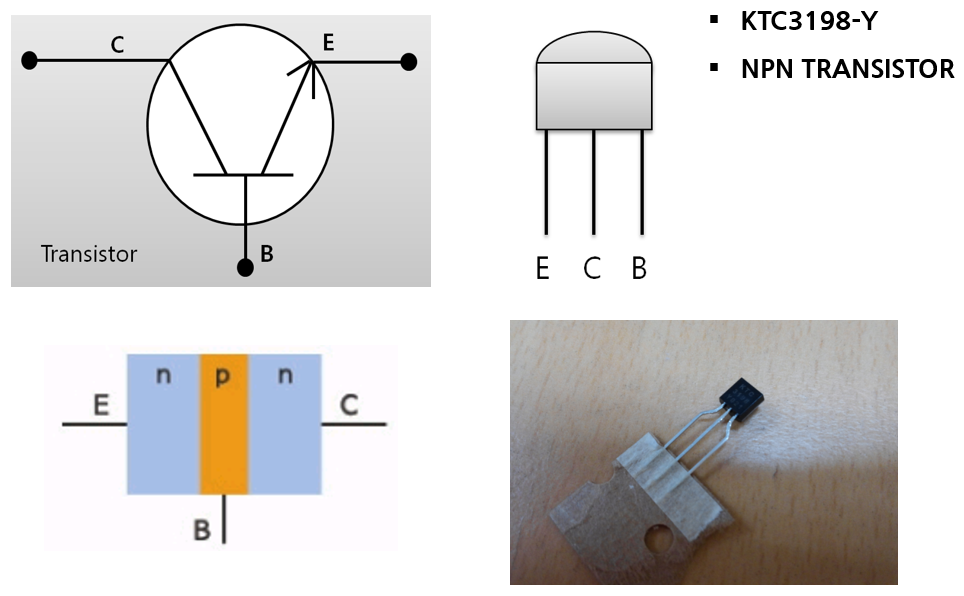 C
E
B
Transistor
E C B
▪ KTC3198-Y
▪ NPN TRANSISTOR
n p n
E
C
B